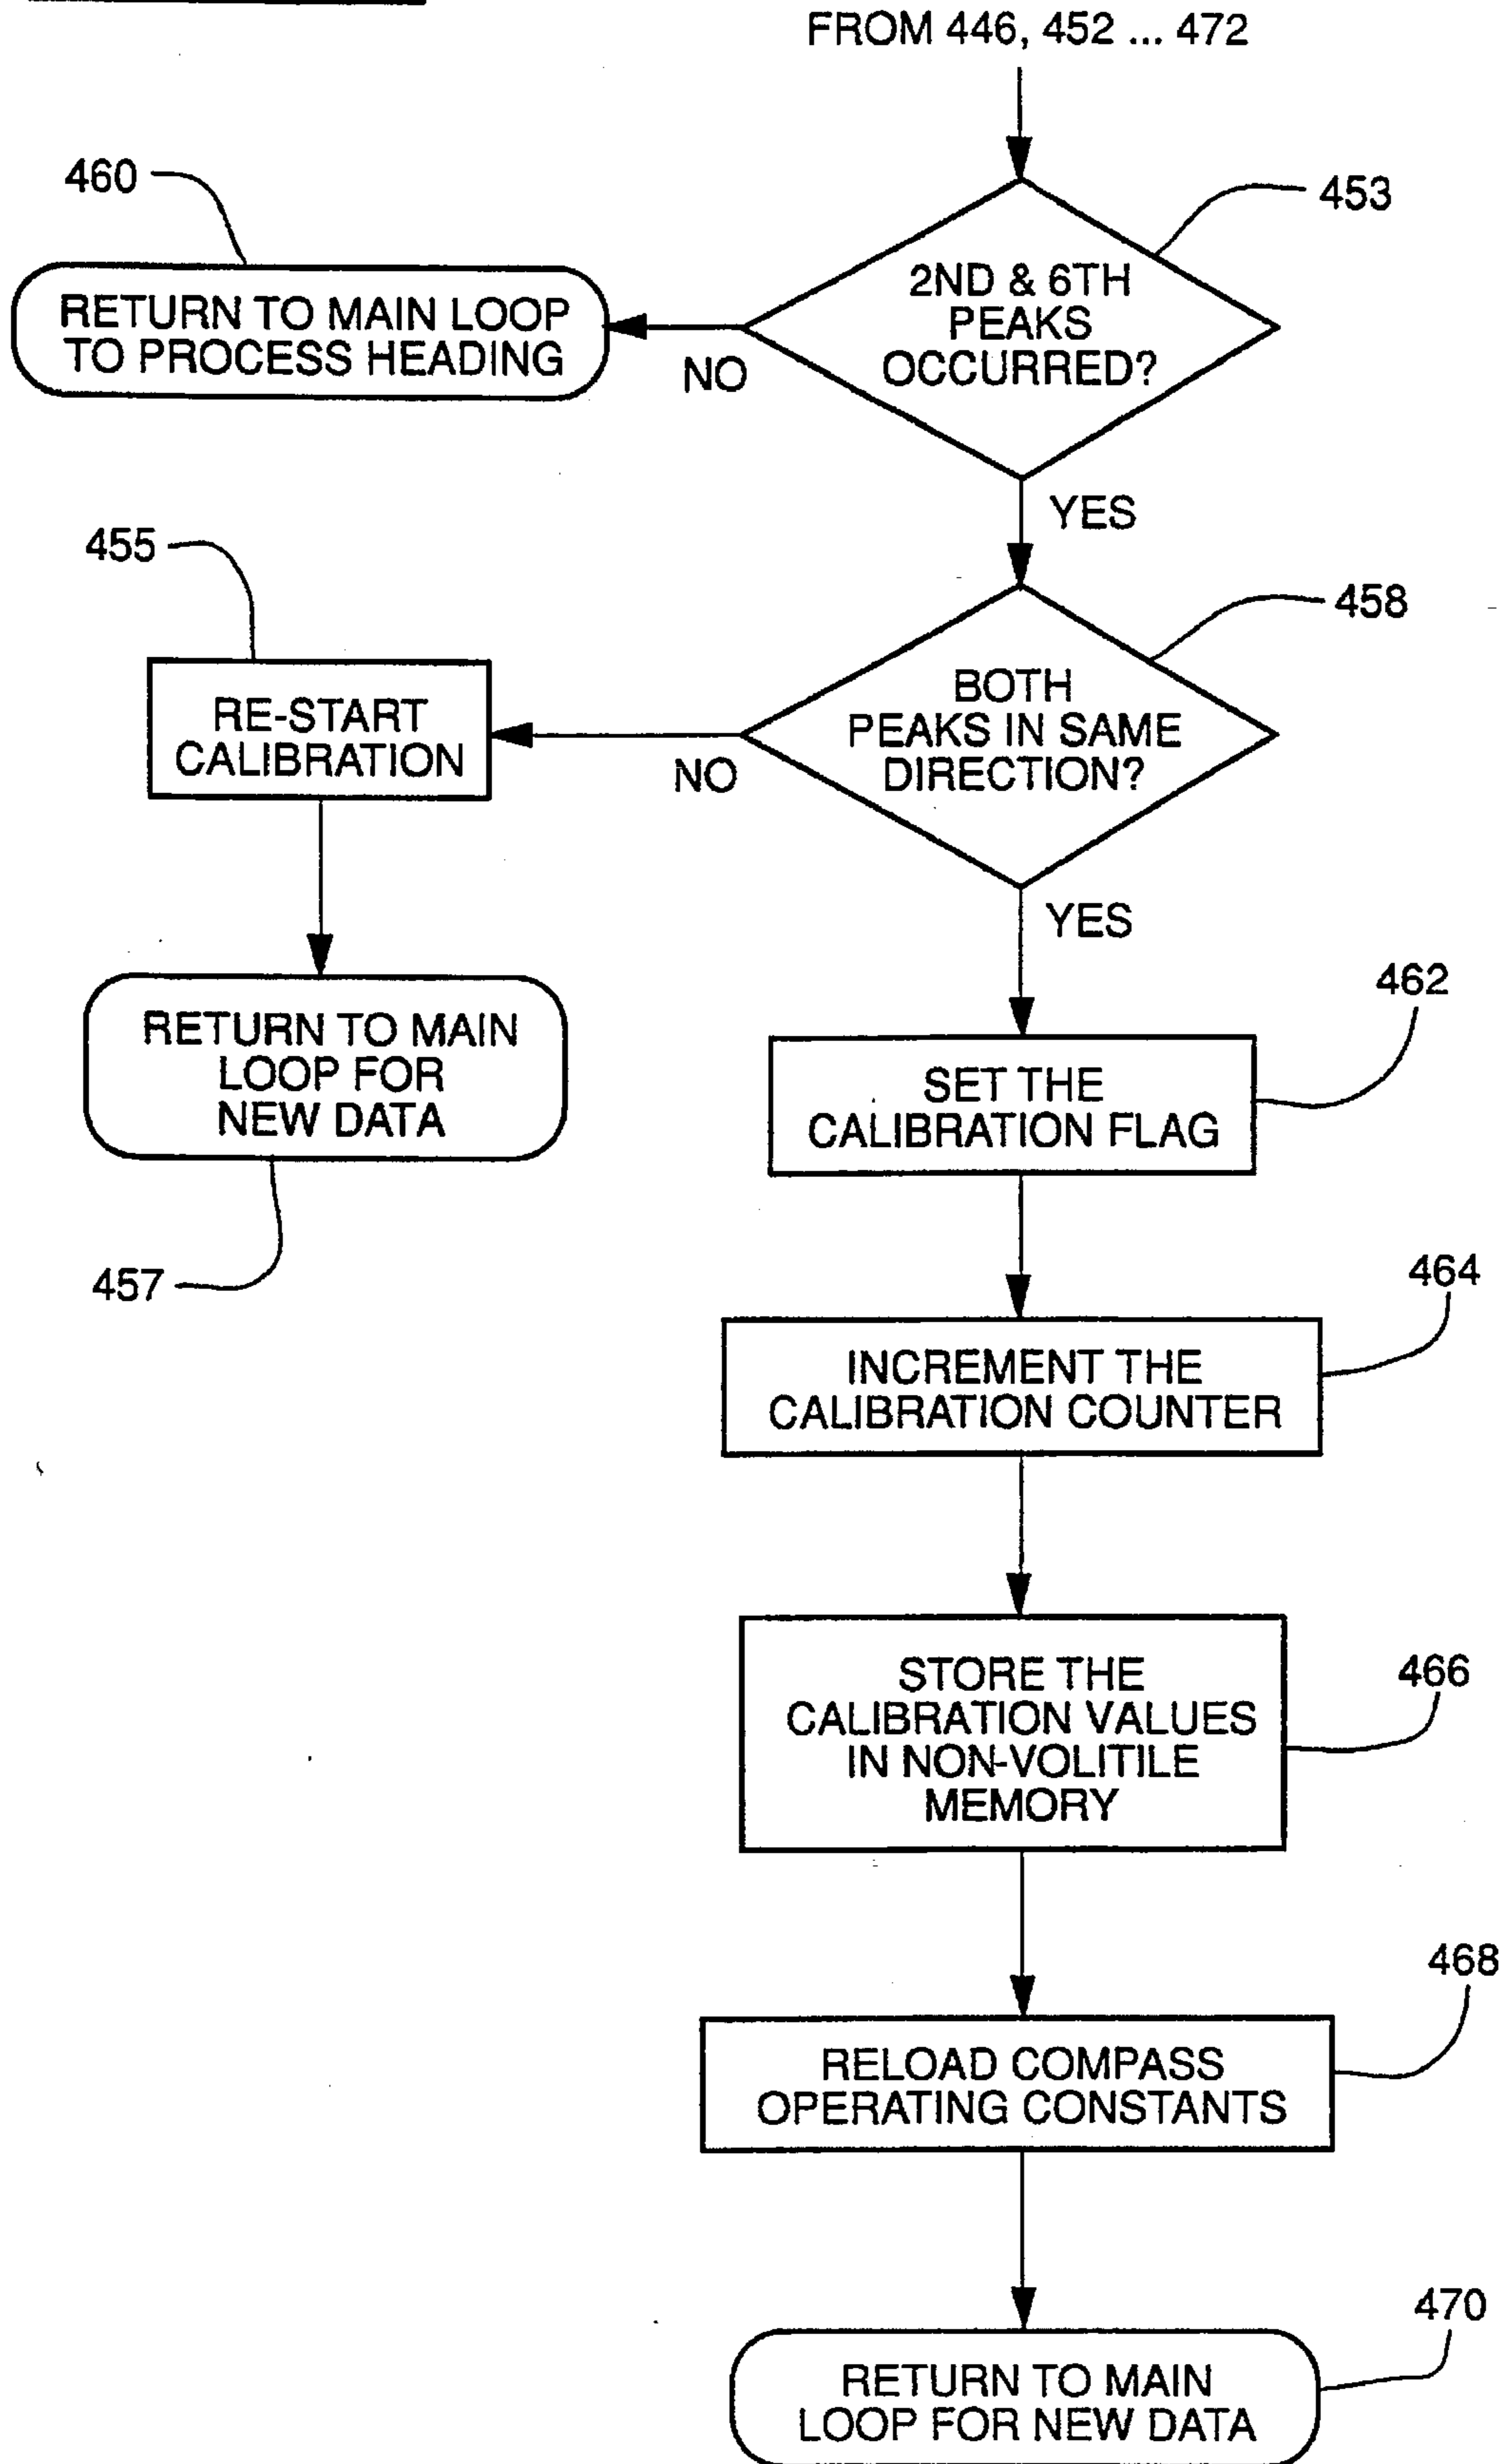 FROM 446, 452 ... 472
460
453
2ND & 6TH
PEAKS
OCCURRED?
RETURN TO MAIN LOOP
TO PROCESS HEADING
NO
YES
455
458
BOTH
PEAKS IN SAME
DIRECTION?
RE-START
CALIBRATION
NO
YES
462
RETURN TO MAIN
LOOP FOR
NEW DATA
SET THE
CALIBRATION FLAG
457
464
INCREMENT THE
CALIBRATION COUNTER
466
STORE THE
CALIBRATION VALUES
IN NON-VOLITILE
MEMORY
468
RELOAD COMPASS
OPERATING CONSTANTS
470
RETURN TO MAIN
LOOP FOR NEW DATA